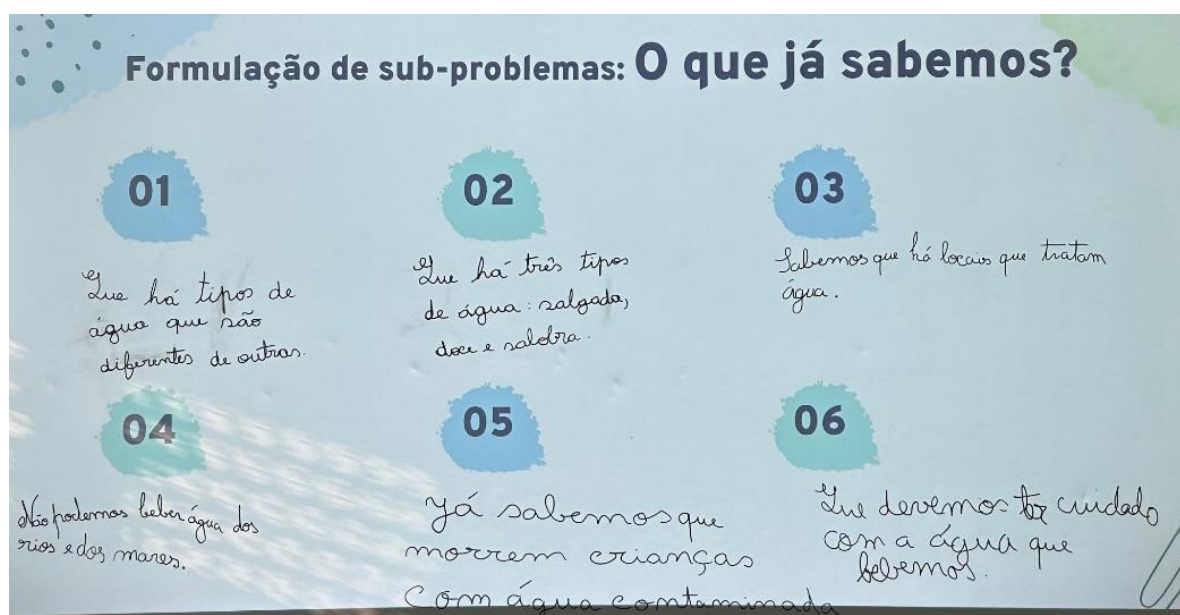 Formulação de sub-problemas: O que já sabemos?
01
Que há tipos de
água que são
diferentes de outras.
02
Que há três tipos
de água: salgada,
doce e salobra.
03
Sabemos que há locais que tratam
água.
04
Não podemos beber água dos
rios e dos mares.
05
Já sabemos que
morrem crianças
com água contaminada
06
Que devemos ter cuidado
com a água que
bebemos.